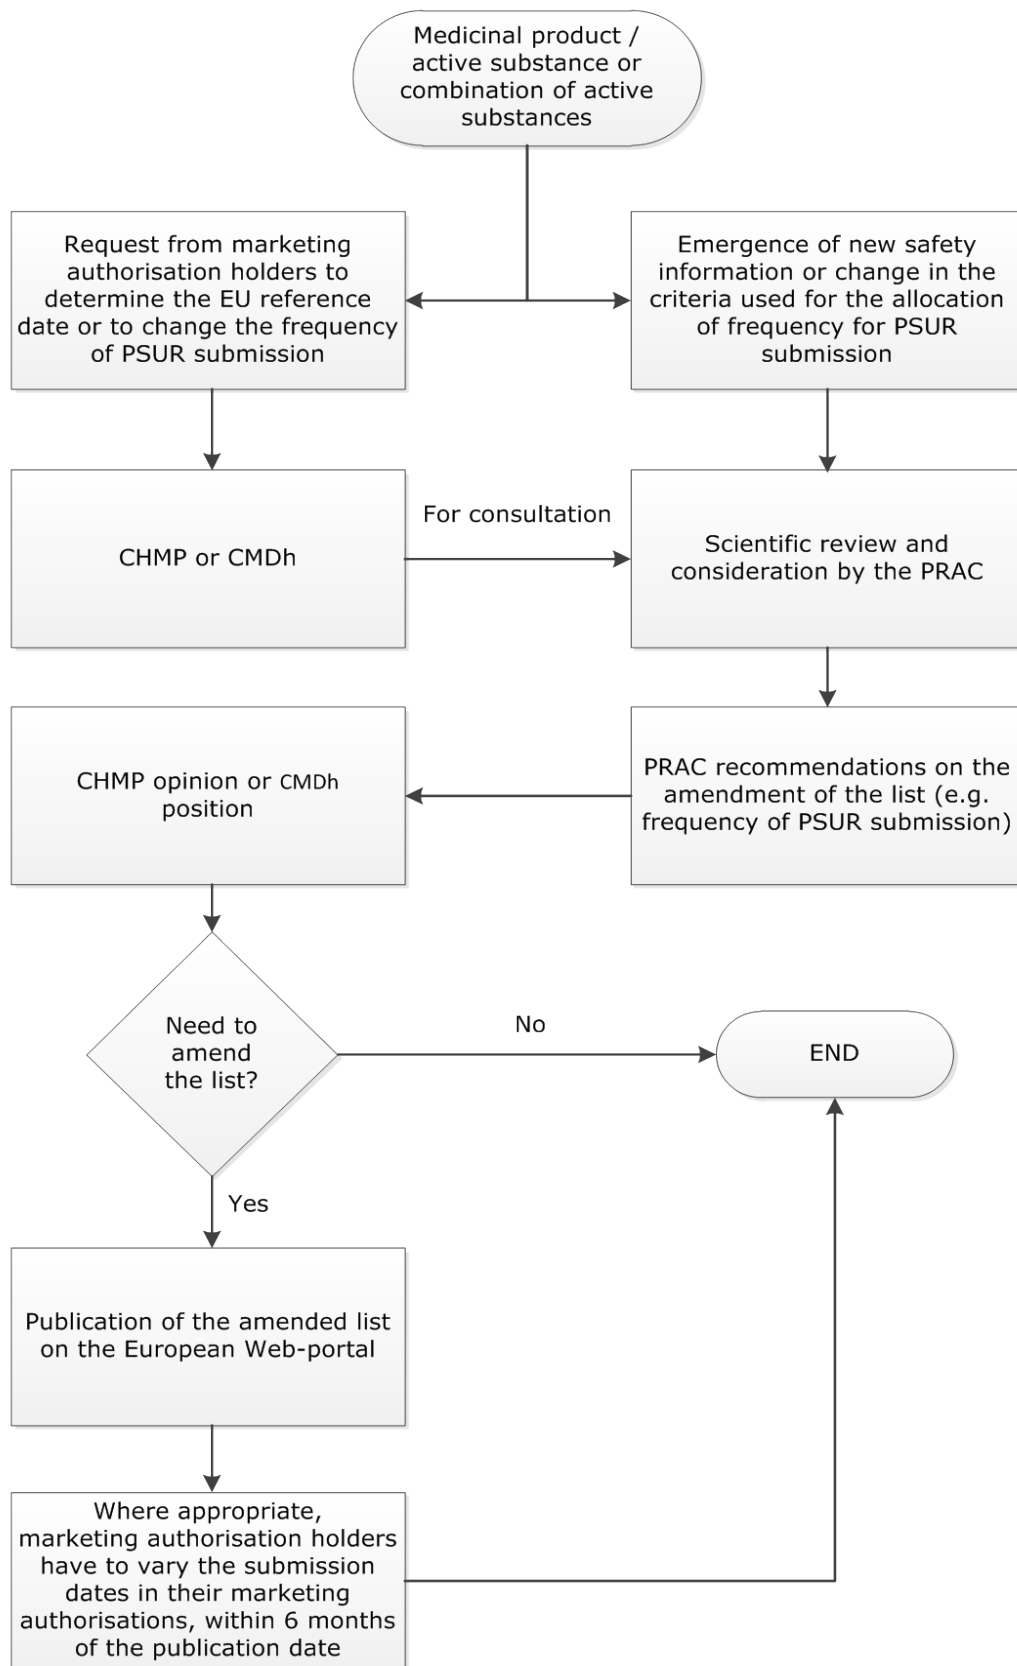 Medicinal product /
active substance or
combination of active
substances
Request from marketing
authorisation holders to
determine the EU reference
date or to change the frequency
of PSUR submission
Emergence of new safety
information or change in the
criteria used for the allocation
of frequency for PSUR
submission
CHMP or CMDh
For consultation
Scientific review and
consideration by the PRAC
CHMP opinion or CMDh
position
PRAC recommendations on the
amendment of the list (e.g.
frequency of PSUR submission)
Need to
amend
the list?
No
END
Yes
Publication of the amended list
on the European Web-portal
Where appropriate,
marketing authorisation holders
have to vary the submission
dates in their marketing
authorisations, within 6 months
of the publication date